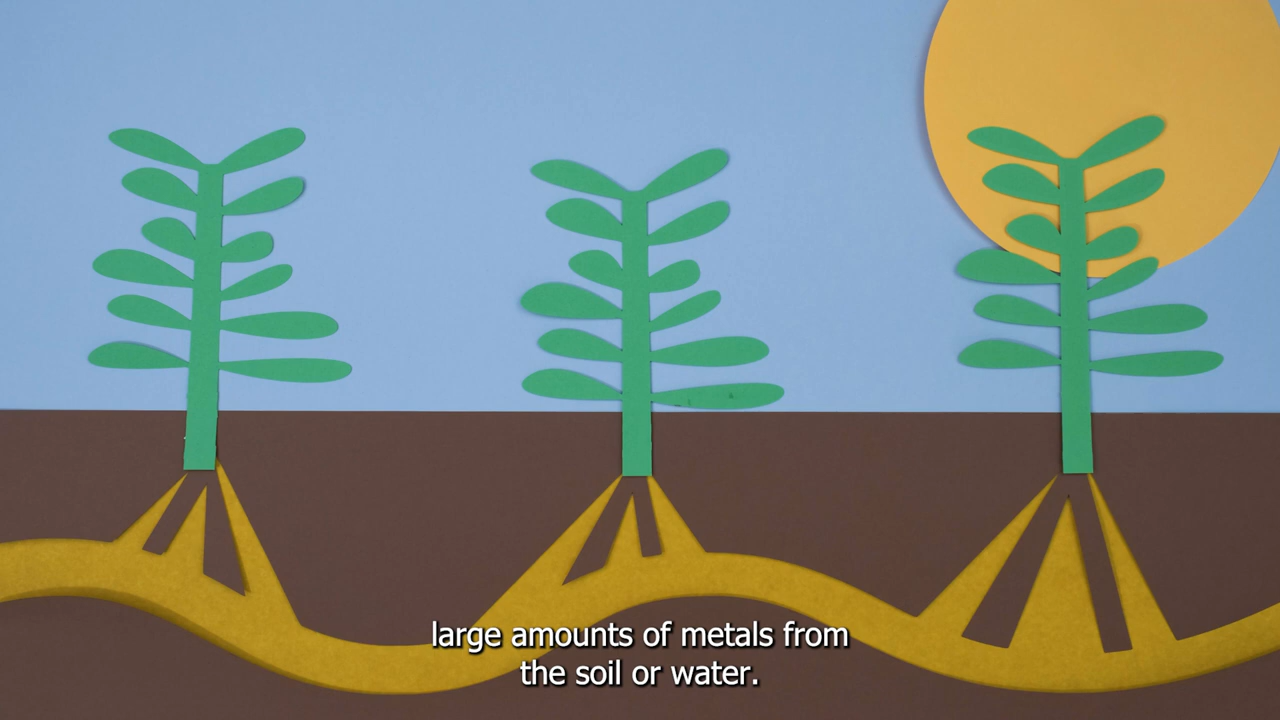 large amounts of metals from
the soil or water.